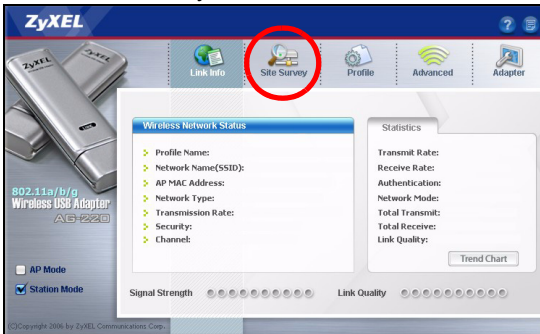 ZyXEL
Link Info
Site Survey
Profile
Advanced
Adapter
ZyXEL
ZyXEL
802.11a/b/g
Wireless USB Adapter
AG-220
AP Mode
Station Mode
Wireless Network Status
Profile Name:
Network Name(SSID):
AP MAC Address:
Network Type:
Transmission Rate:
Security:
Channel:
Statistics
Transmit Rate:
Receive Rate:
Authentication:
Network Mode:
Total Transmit:
Total Receive:
Link Quality:
Trend Chart
Signal Strength
Link Quality
(C)Copyright 2006 by ZyXEL Communications Corp.